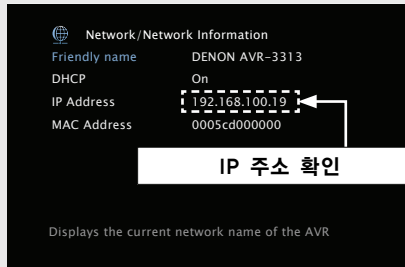 Network/Network Information
Friendly name DENON AVR-3313
DHCP On
IP Address 192.168.100.19
MAC Address 0005cd000000
IP 주소 확인
Displays the current network name of the AVR